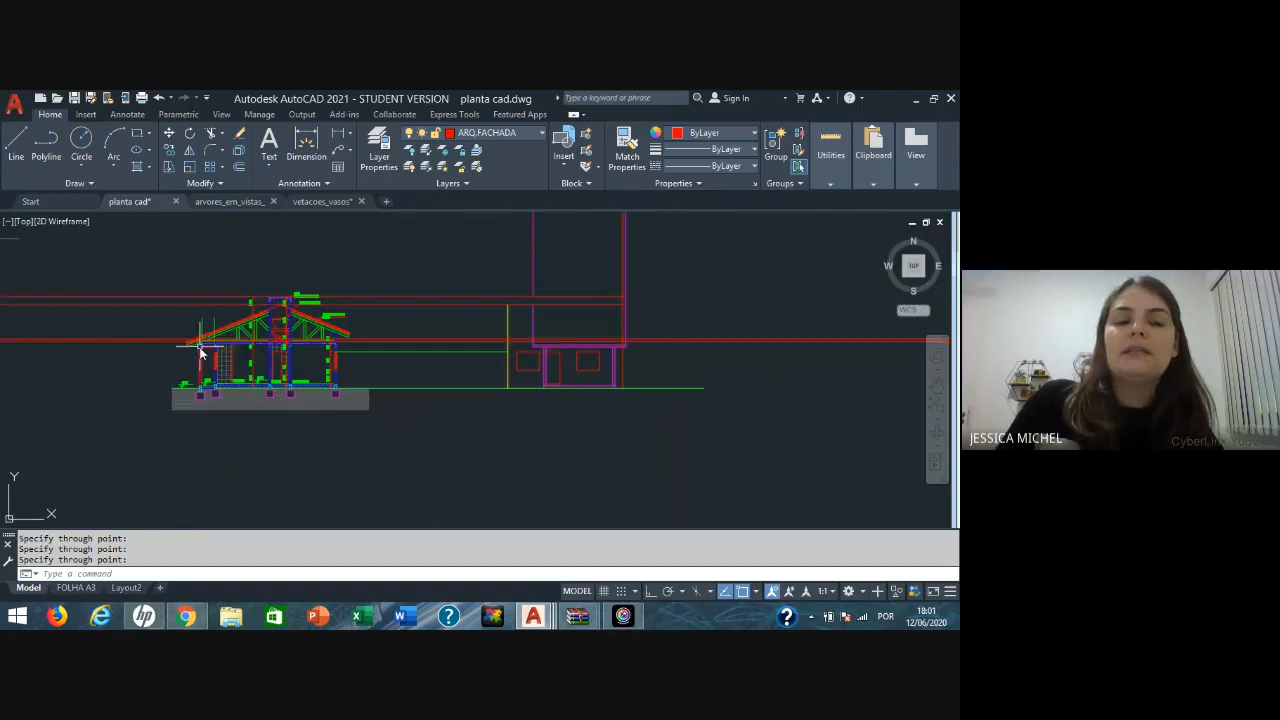 Autodesk AutoCAD 2021 - STUDENT VERSION planta cad.dwg
Type a keyword or phrase
Sign In
Home Insert Annotate Parametric View Manage Output Add-ins Collaborate Express Tools Featured Apps
ARQ.FACHADA
ByLayer
ByLayer
ByLayer
Line Polyline Circle Arc
Text Dimension
Layer Properties
Insert
Match Properties
Group
Utilities Clipboard View
Draw Modify Annotation Layers Block Properties Groups
Start planta cad* arvores_em_vistas_ vetacoes_vasos*
[−][Top][2D Wireframe]
N
W TOP E
S
WCS
Y
X
Specify through point:
Specify through point:
Specify through point:
Type a command
Model FOLHA A3 Layout2
MODEL 1:1
POR
18:01
12/06/2020
JESSICA MICHEL